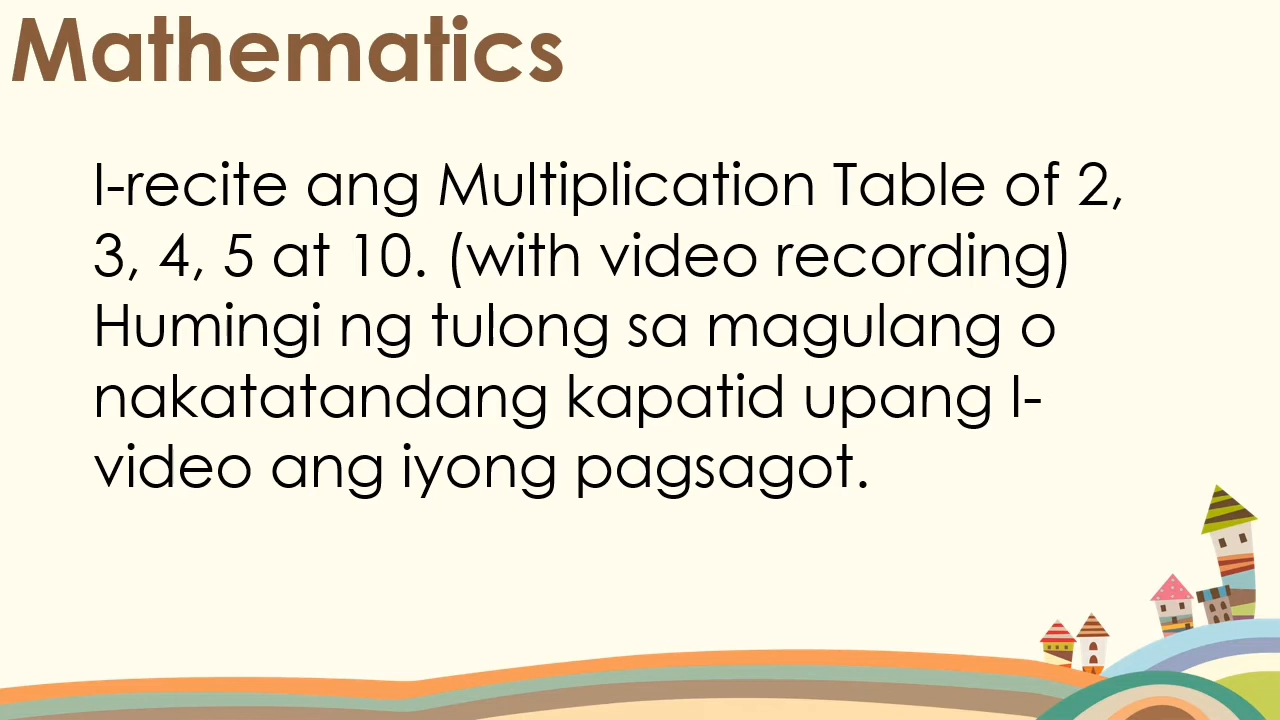 Mathematics
I-recite ang Multiplication Table of 2,
3, 4, 5 at 10. (with video recording)
Humingi ng tulong sa magulang o
nakatatandang kapatid upang I-
video ang iyong pagsagot.